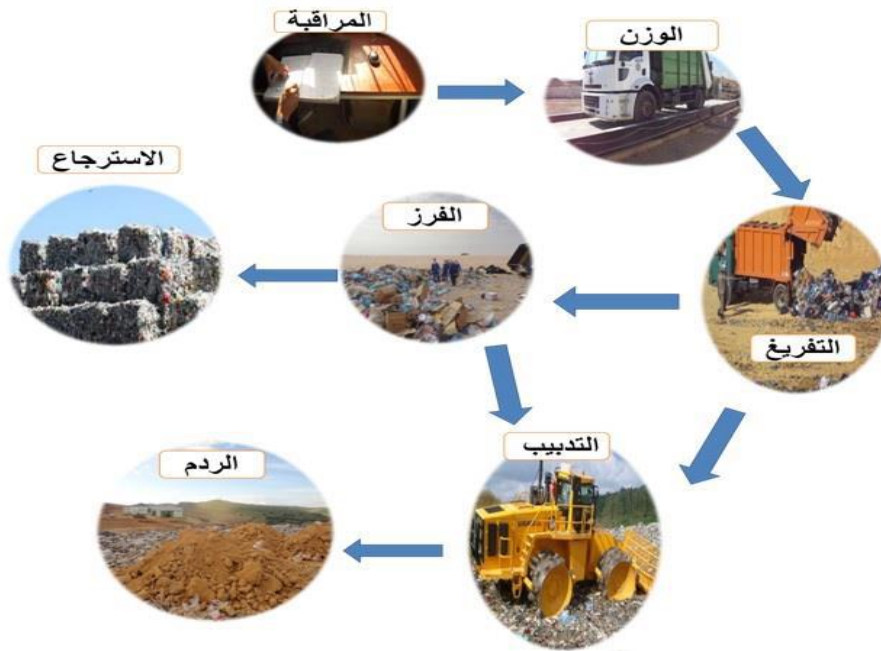 المراقبة
الوزن
التفريغ
الفرز
الاسترجاع
التدبيب
الردم